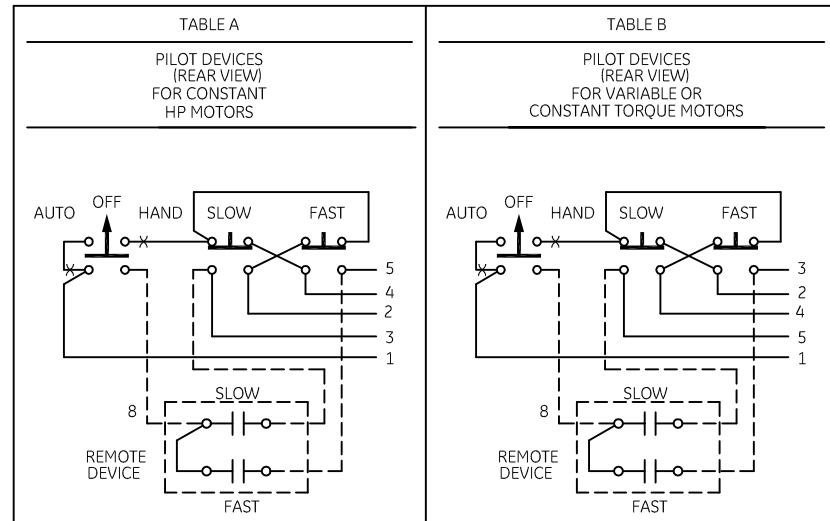 TABLE A
PILOT DEVICES
(REAR VIEW)
FOR CONSTANT
HP MOTORS
AUTO OFF HAND SLOW FAST
5
4
2
3
1
SLOW
8
REMOTE
DEVICE
FAST
TABLE B
PILOT DEVICES
(REAR VIEW)
FOR VARIABLE OR
CONSTANT TORQUE MOTORS
AUTO OFF HAND SLOW FAST
3
2
4
5
1
SLOW
8
REMOTE
DEVICE
FAST